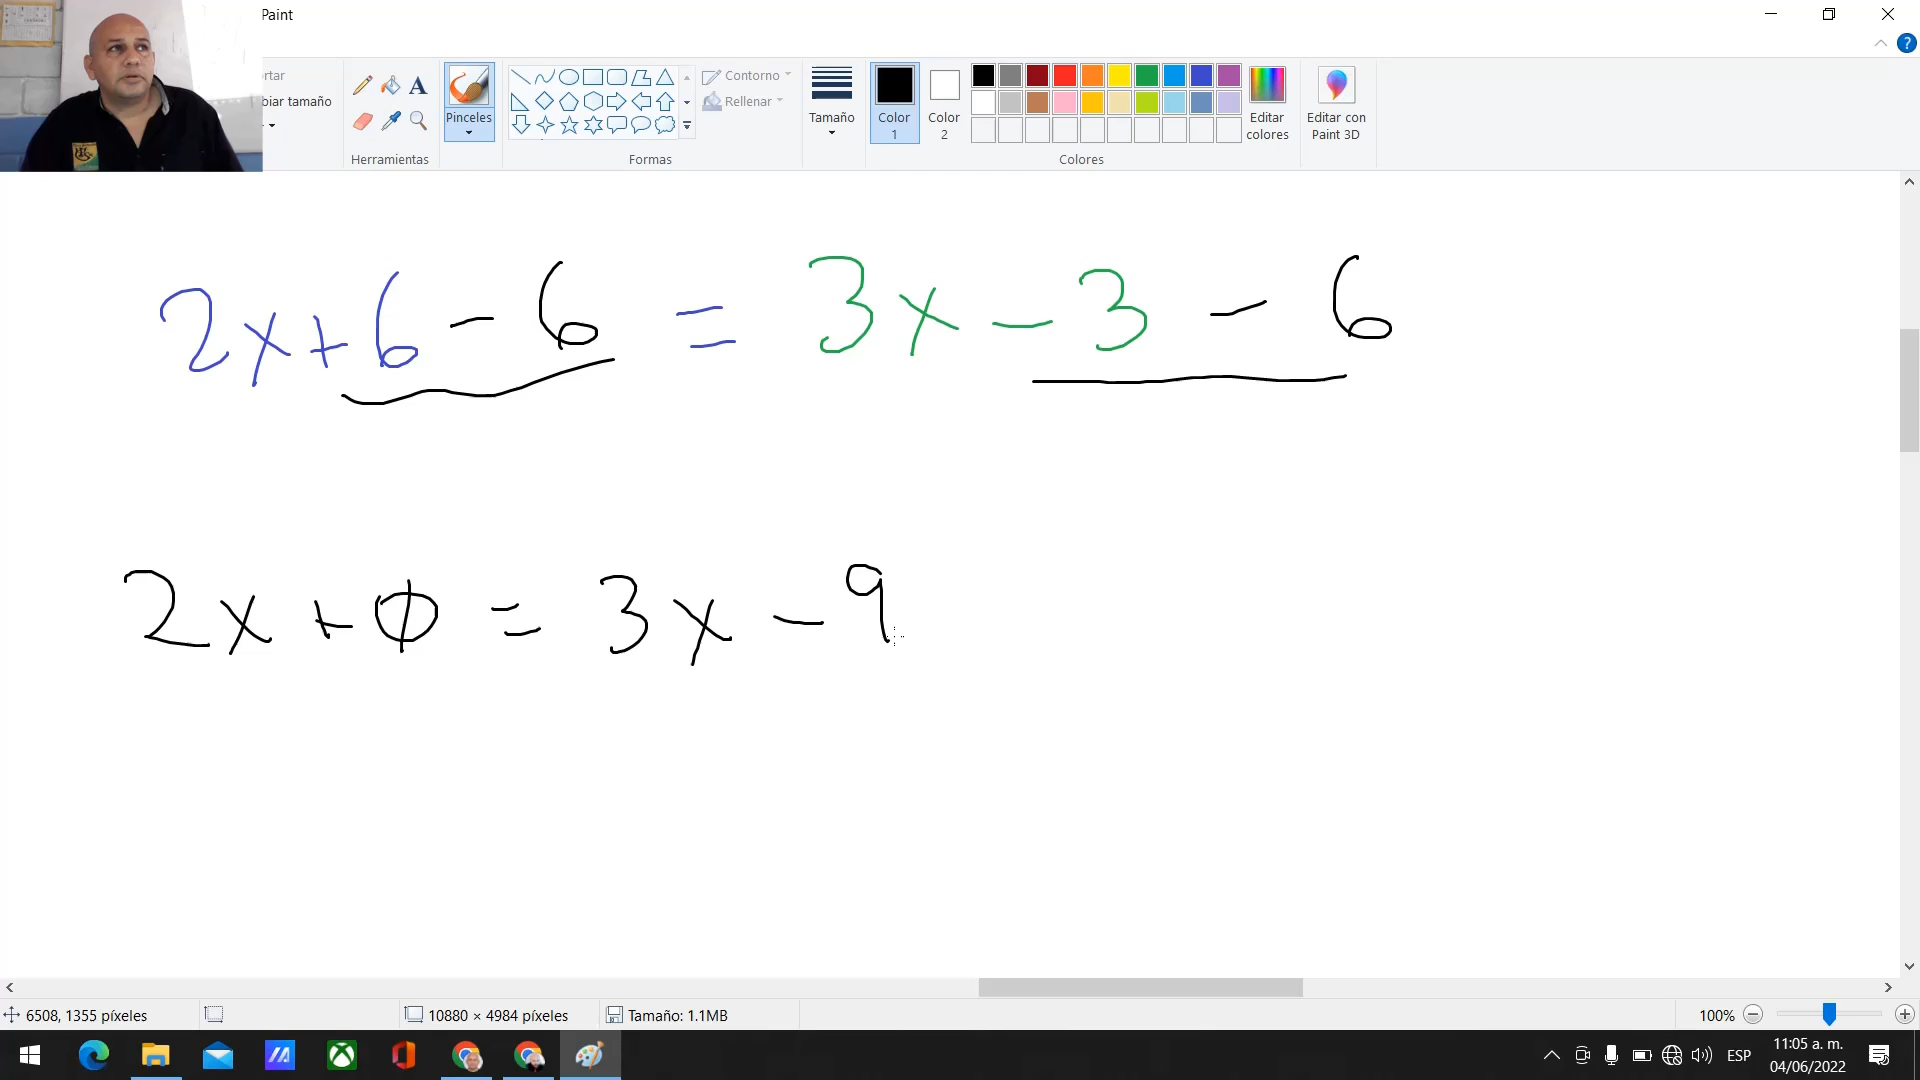 Paint
ortar
biar tamaño
Herramientas
Pinceles
Formas
Contorno
Rellenar
Tamaño
Color 1
Color 2
Colores
Editar colores
Editar con Paint 3D
2x+6-6 = 3x-3-6
2x+0=3x-9
6508, 1355 píxeles
10880 × 4984 píxeles
Tamaño: 1.1MB
100%
ESP
11:05 a. m.
04/06/2022